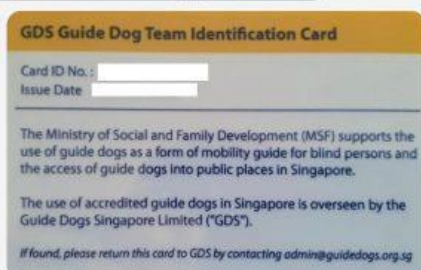 GDS Guide Dog Team Identification Card
Card ID No. :
Issue Date
The Ministry of Social and Family Development (MSF) supports the
use of guide dogs as a form of mobility guide for blind persons and
the access of guide dogs into public places in Singapore.
The use of accredited guide dogs in Singapore is overseen by the
Guide Dogs Singapore Limited ("GDS").
If found, please return this card to GDS by contacting admin@guidedogs.org.sg